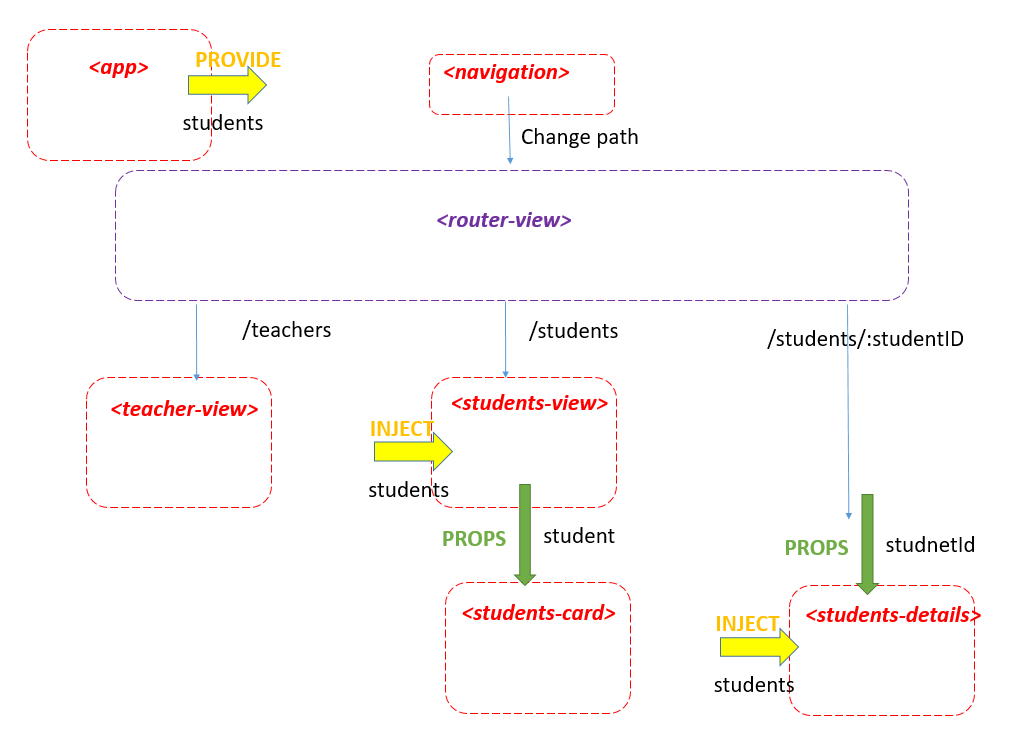 <app>
PROVIDE
students
<navigation>
Change path
<router-view>
/teachers
/students
/students/:studentID
<teacher-view>
<students-view>
INJECT
students
PROPS
student
PROPS
studnetId
<students-card>
<students-details>
INJECT
students